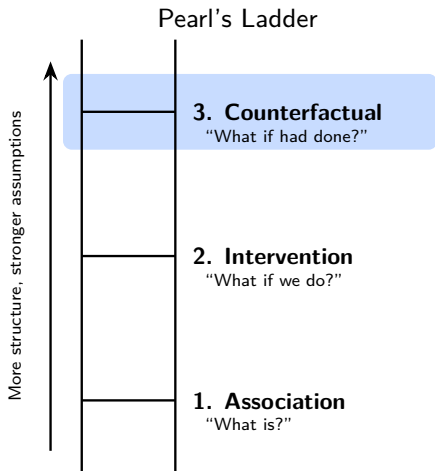 Pearl's Ladder
3. Counterfactual
“What if had done?”
2. Intervention
“What if we do?”
1. Association
“What is?”
More structure, stronger assumptions